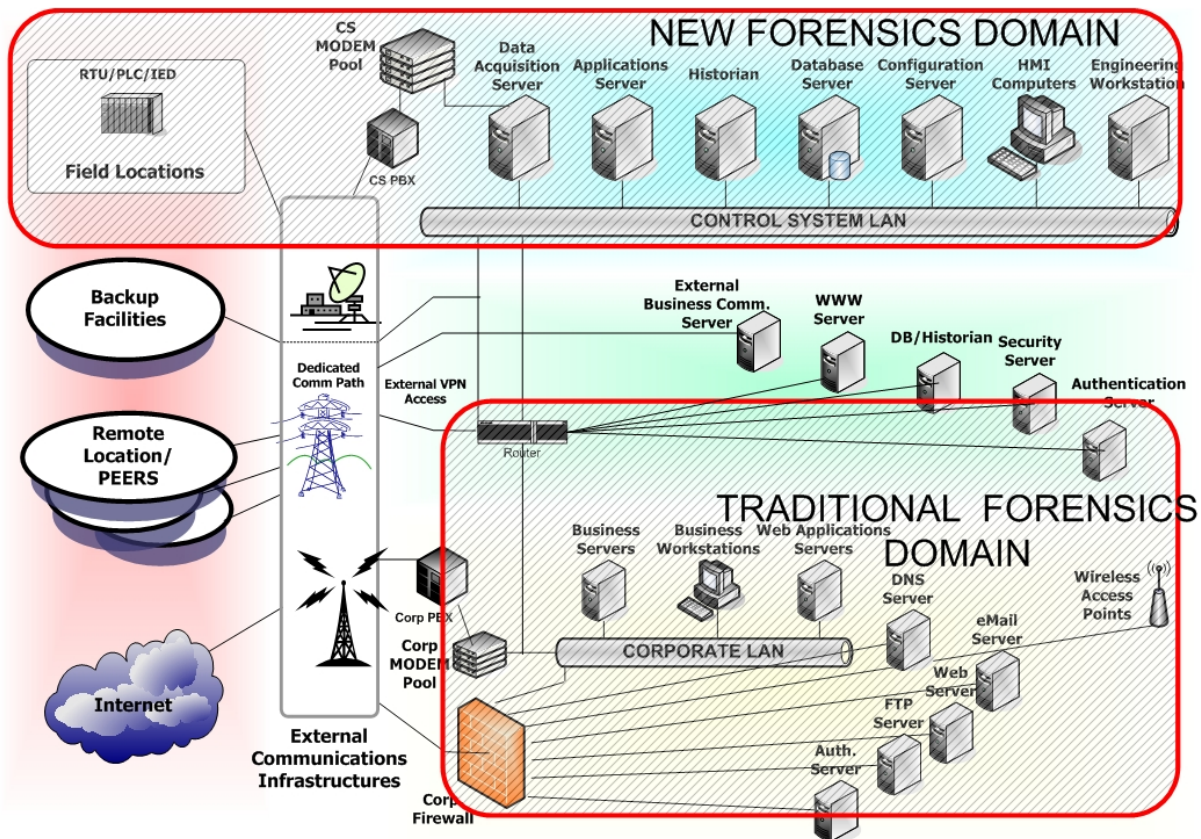 NEW FORENSICS DOMAIN
CS
MODEM
Pool
Data
Acquisition
Server
Applications
Server
Historian
Database
Server
Configuration
Server
HMI
Computers
Engineering
Workstation
RTU/PLC/IED
Field Locations
CS PBX
CONTROL SYSTEM LAN
Backup
Facilities
External
Business Comm.
Server
WWW
Server
DB/Historian
Security
Server
Authentication
Server
Dedicated
Comm Path
External VPN
Access
Router
Remote
Location/
PEERS
TRADITIONAL FORENSICS
DOMAIN
Business
Servers
Business
Workstations
Web Applications
Servers
DNS
Server
Wireless
Access
Points
eMail
Server
Corp PBX
Corp
MODEM
Pool
CORPORATE LAN
Web
Server
FTP
Server
Auth.
Server
Internet
External
Communications
Infrastructures
Corp
Firewall